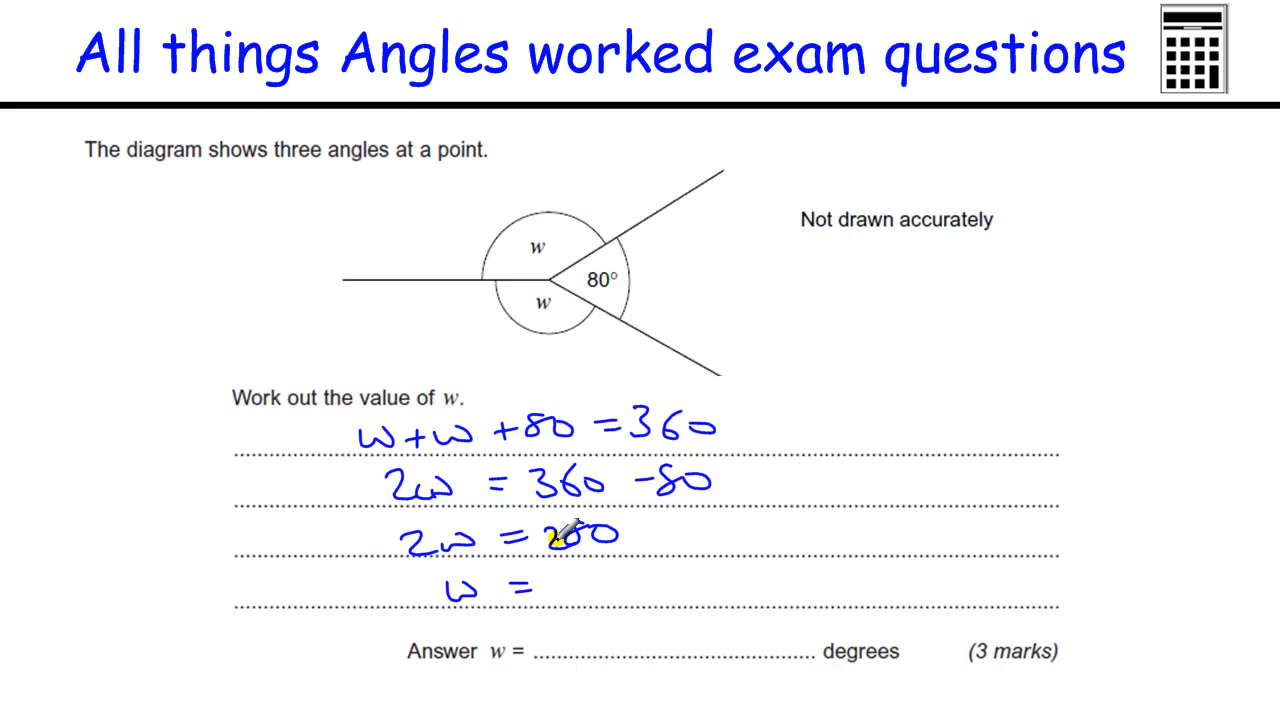 All things Angles worked exam questions
The diagram shows three angles at a point.
Not drawn accurately
w
80°
w
Work out the value of w.
w+w +80 =360
2w = 360 -80
2w = 280
w =
Answer w = ................................................ degrees (3 marks)